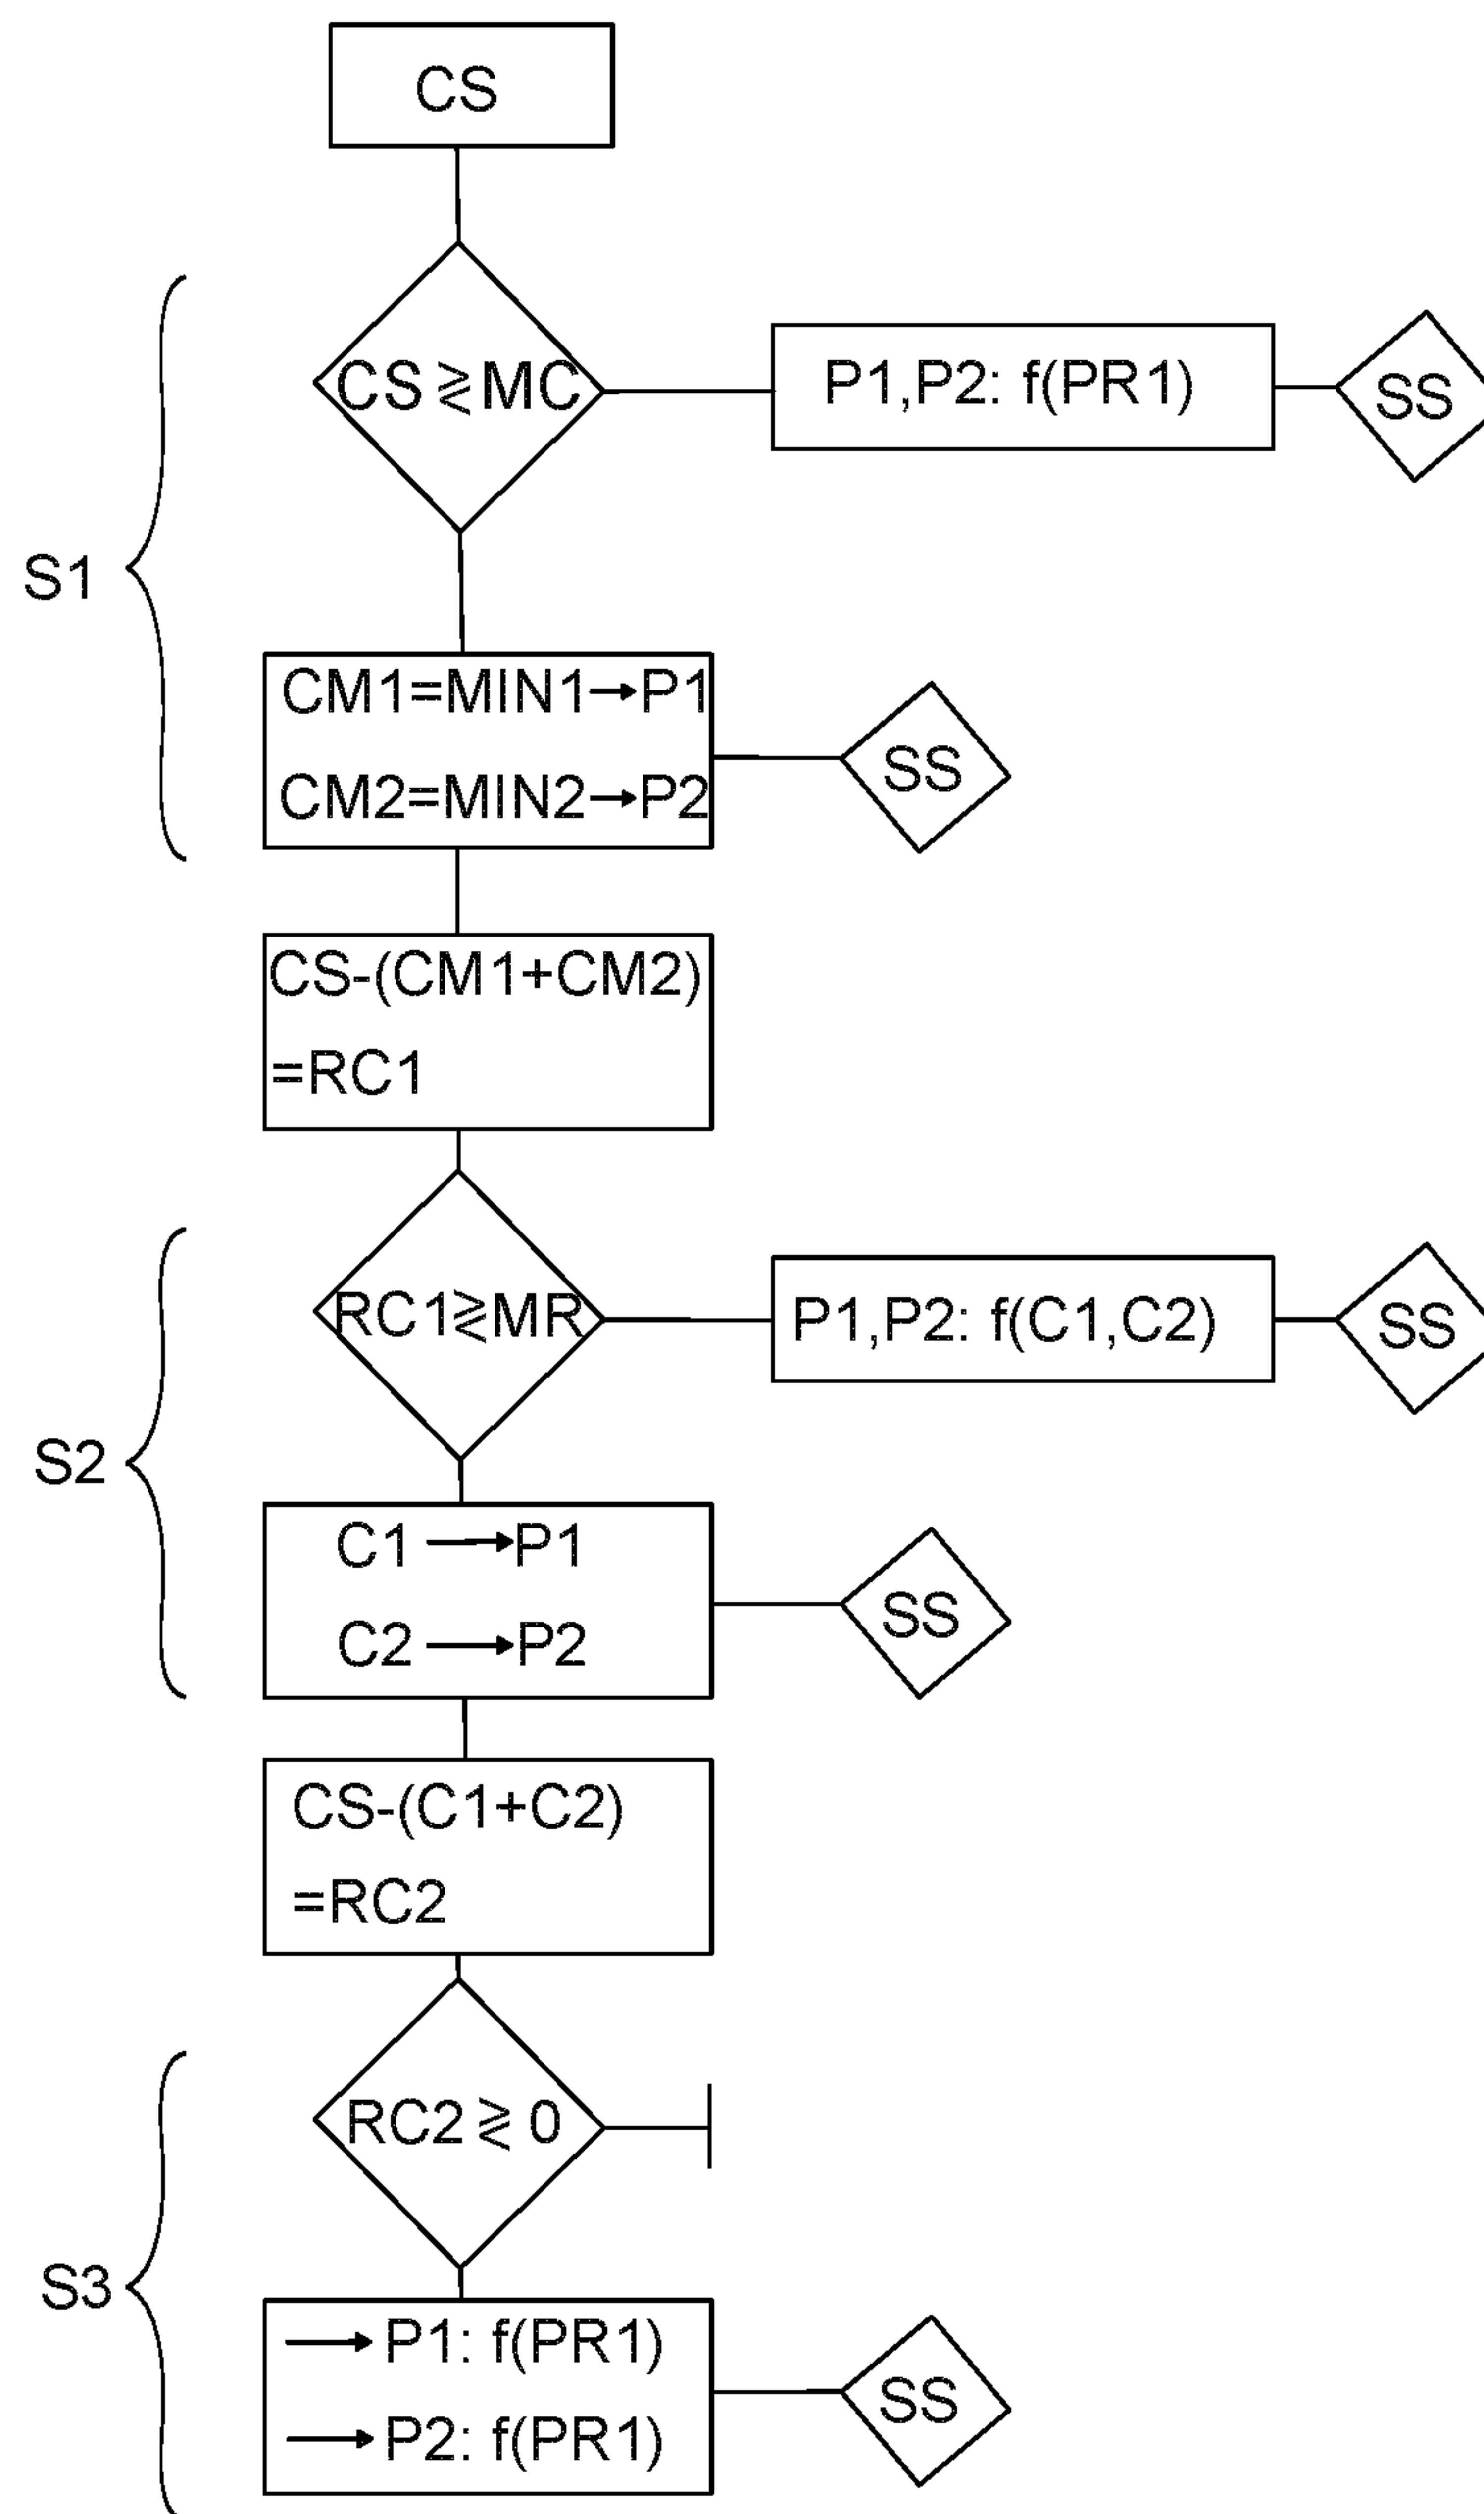 CS
CS ⪌ MC
P1,P2: f(PR1)
SS
S1
CM1=MIN1→P1
CM2=MIN2→P2
SS
CS-(CM1+CM2)
=RC1
RC1⪌MR
P1,P2: f(C1,C2)
SS
S2
C1 → P1
C2 → P2
SS
CS-(C1+C2)
=RC2
RC2 ⪌ 0
S3
→ P1: f(PR1)
→ P2: f(PR1)
SS